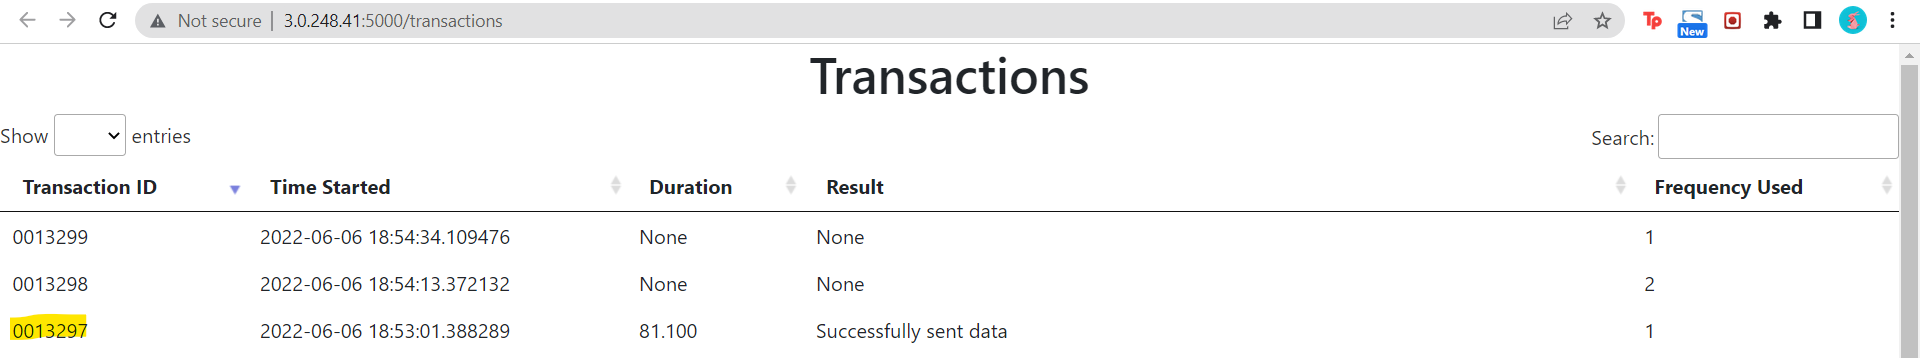 Not secure | 3.0.248.41:5000/transactions
Tp
New
Transactions
Show entries
Search:
Transaction ID Time Started Duration Result Frequency Used
0013299 2022-06-06 18:54:34.109476 None None 1
0013298 2022-06-06 18:54:13.372132 None None 2
0013297 2022-06-06 18:53:01.388289 81.100 Successfully sent data 1